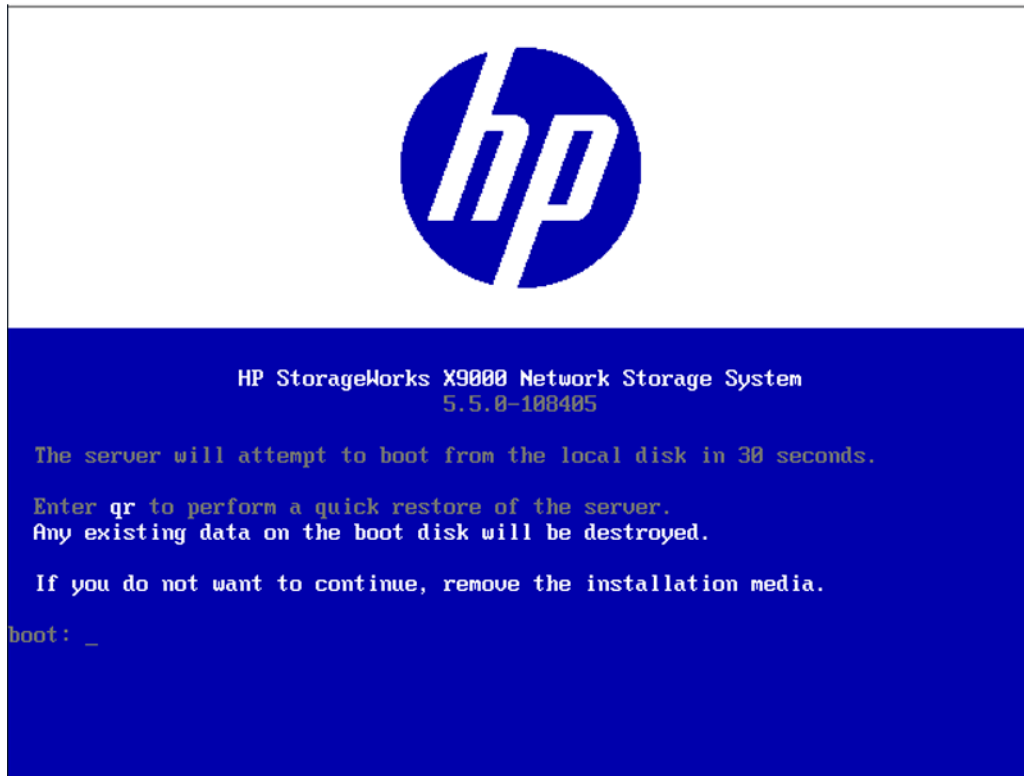 hp
HP StorageWorks X9000 Network Storage System
5.5.0-108405
The server will attempt to boot from the local disk in 30 seconds.
Enter qr to perform a quick restore of the server.
Any existing data on the boot disk will be destroyed.
If you do not want to continue, remove the installation media.
boot: _